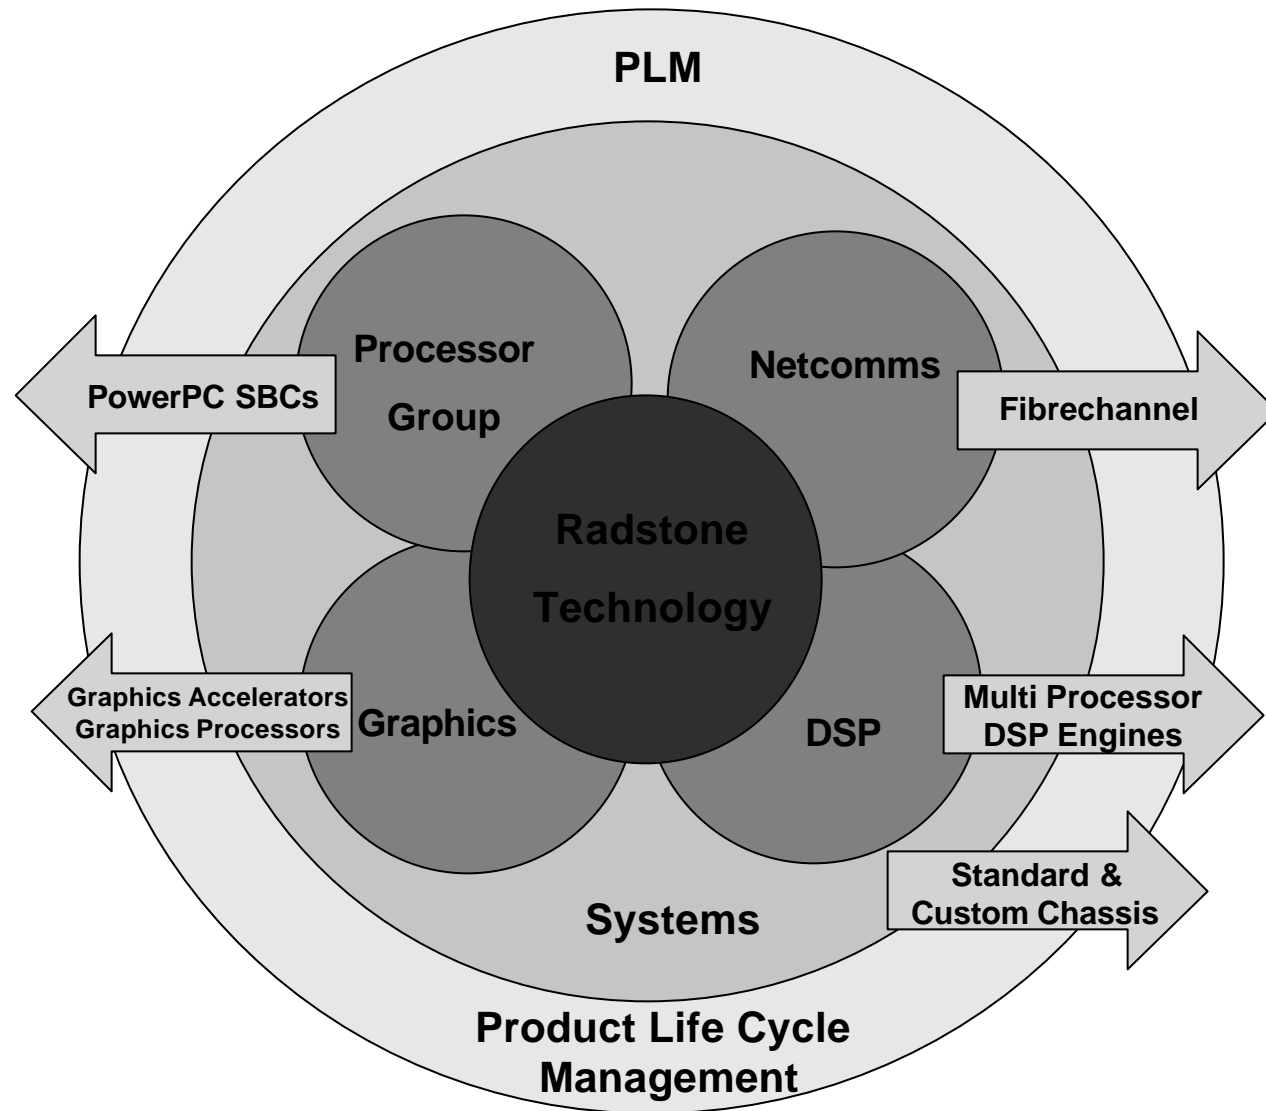 PLM
Processor
Group
Netcomms
PowerPC SBCs
Fibrechannel
Radstone
Technology
Graphics Accelerators
Graphics Processors
Graphics
DSP
Multi Processor
DSP Engines
Standard &
Custom Chassis
Systems
Product Life Cycle
Management